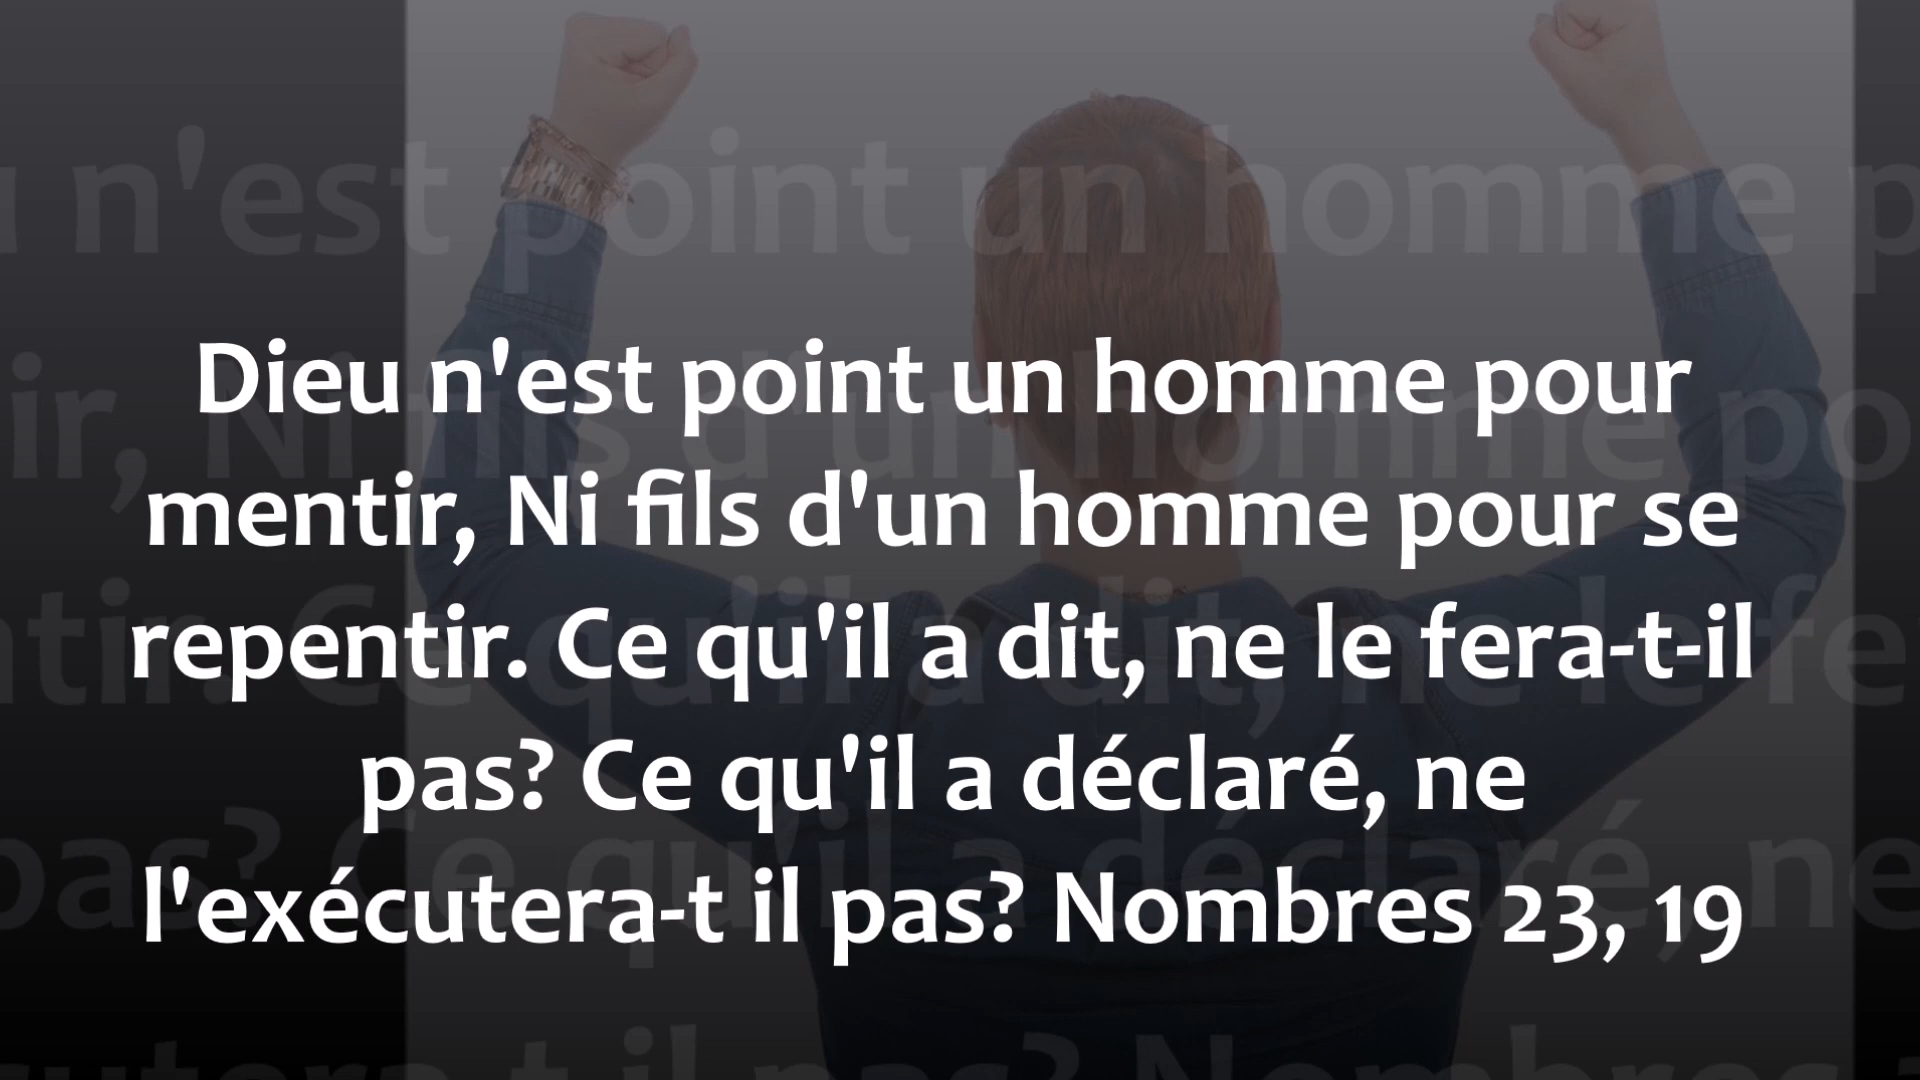 Dieu n'est point un homme pour
mentir, Ni fils d'un homme pour se
repentir. Ce qu'il a dit, ne le fera-t-il
pas? Ce qu'il a déclaré, ne
l'exécutera-t il pas? Nombres 23, 19